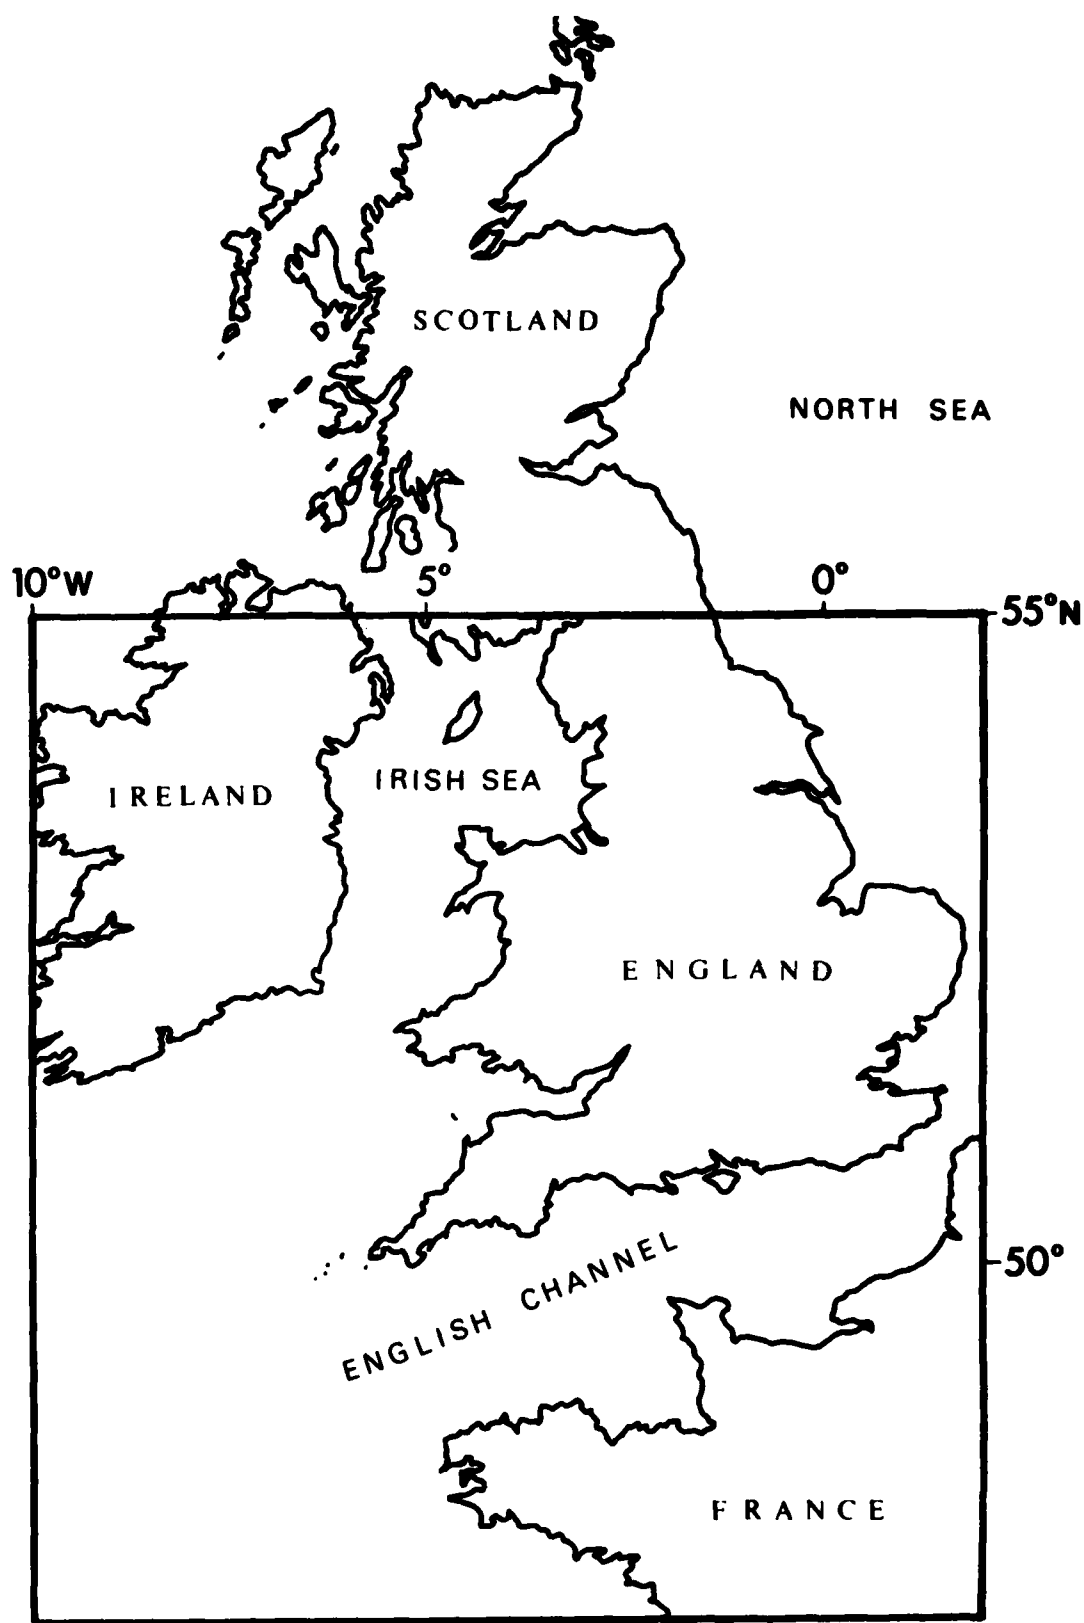 SCOTLAND
NORTH SEA
10°W
5°
0°
55°N
IRISH SEA
IRELAND
ENGLAND
50°
ENGLISH CHANNEL
FRANCE